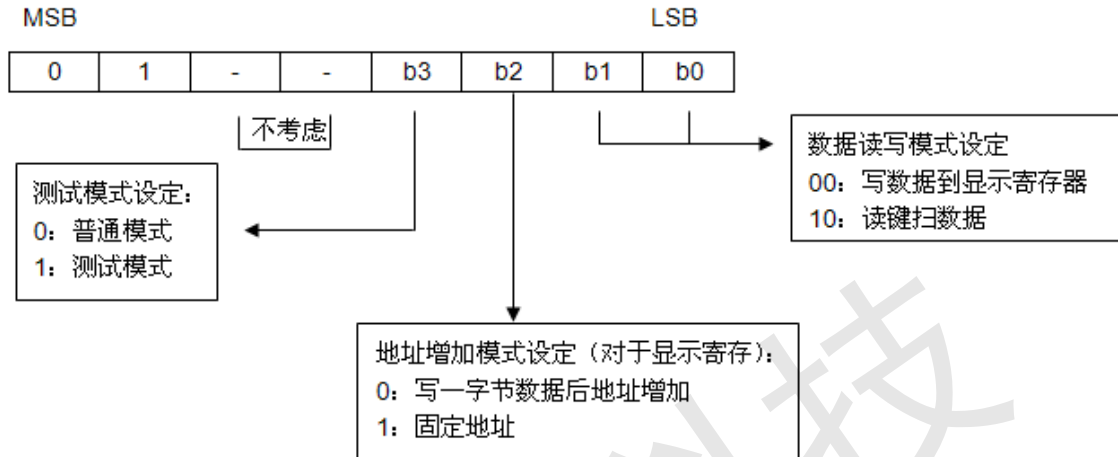 MSB LSB
0 1 - - b3 b2 b1 b0
不考虑
数据读写模式设定
00：写数据到显示寄存器
10：读键扫数据
测试模式设定：
0：普通模式
1：测试模式
地址增加模式设定（对于显示寄存）：
0：写一字节数据后地址增加
1：固定地址
科技